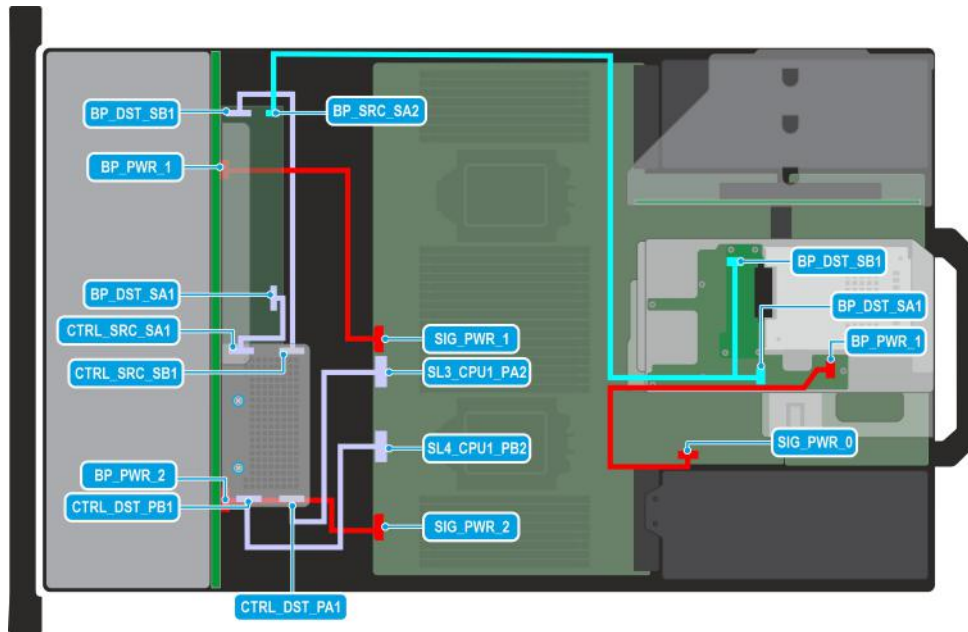 BP_DST_SB1
BP_SRC_SA2
BP_PWR_1
BP_DST_SA1
CTRL_SRC_SA1
CTRL_SRC_SB1
BP_PWR_2
CTRL_DST_PB1
CTRL_DST_PA1
SIG_PWR_1
SL3_CPU1_PA2
SL4_CPU1_PB2
SIG_PWR_2
BP_DST_SB1
BP_DST_SA1
BP_PWR_1
SIG_PWR_0